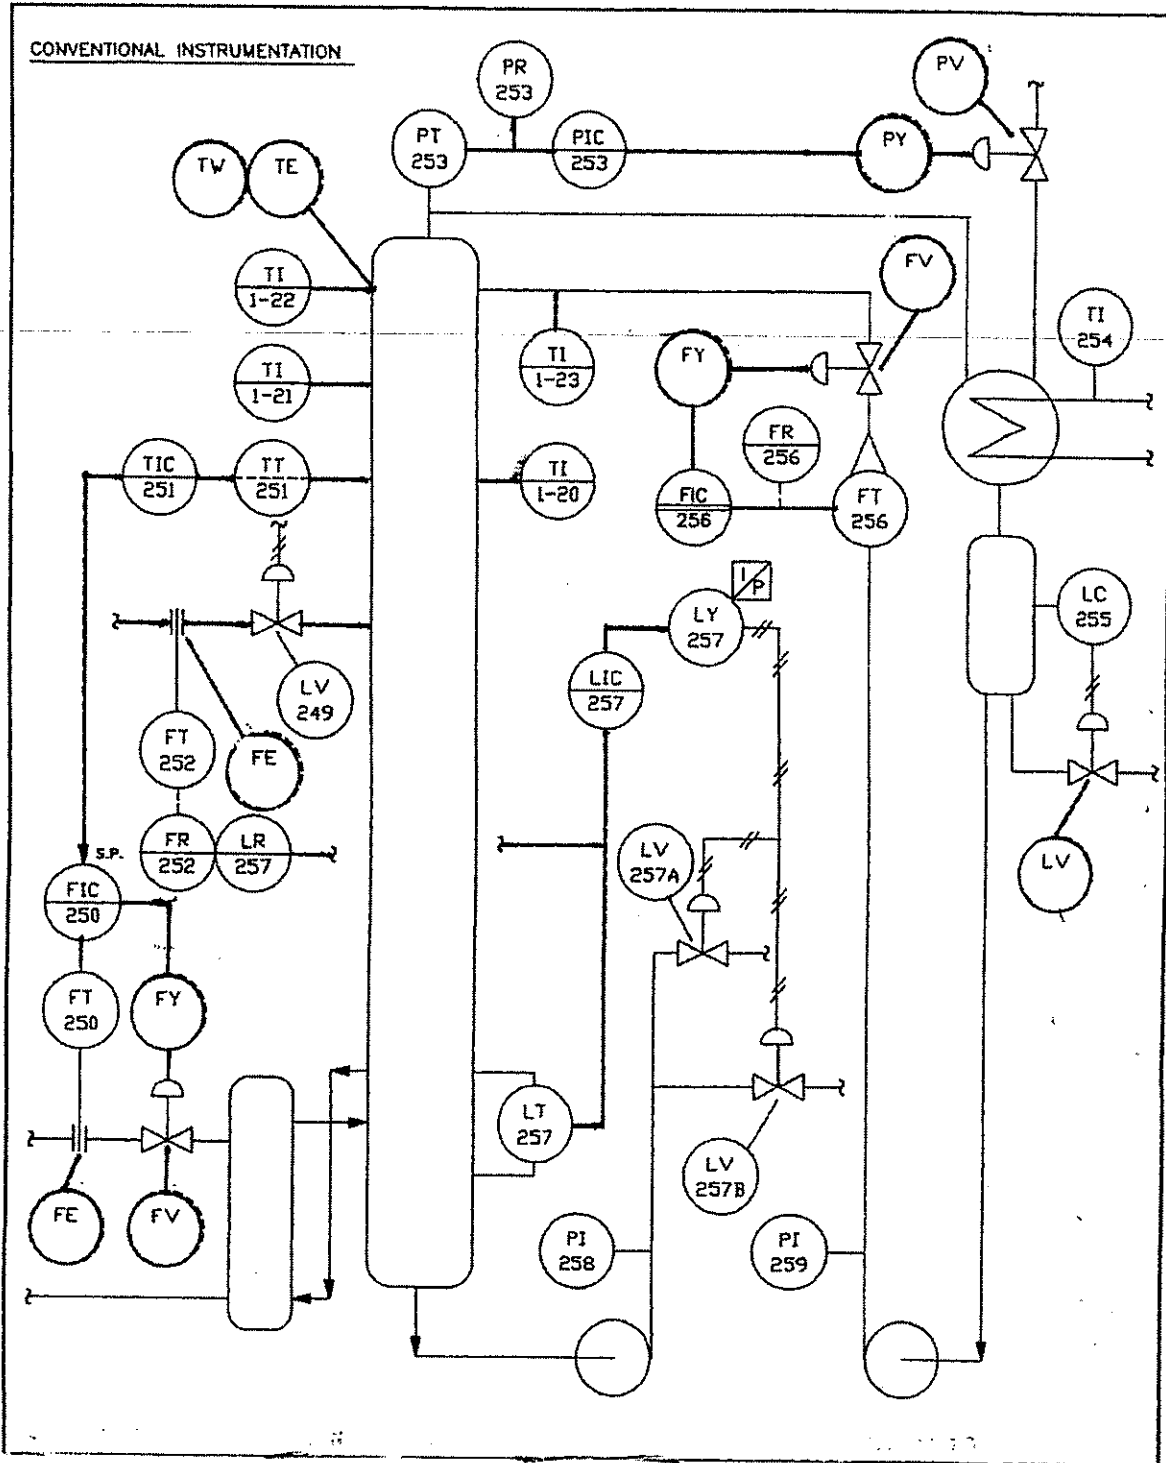 CONVENTIONAL INSTRUMENTATION
PR
253
PV
PT
253
PIC
253
PY
TW
TE
FV
TI
1-22
TI
254
TI
1-23
FY
TI
1-21
FR
256
TIC
251
TT
251
TI
1-20
FIC
256
FT
256
I
P
LY
257
LC
255
LIC
257
LV
249
FT
252
FE
FR
252
LR
257
S.P.
LV
257A
LV
FIC
250
FT
250
FY
LT
257
LV
257B
FE
FV
PI
258
PI
259